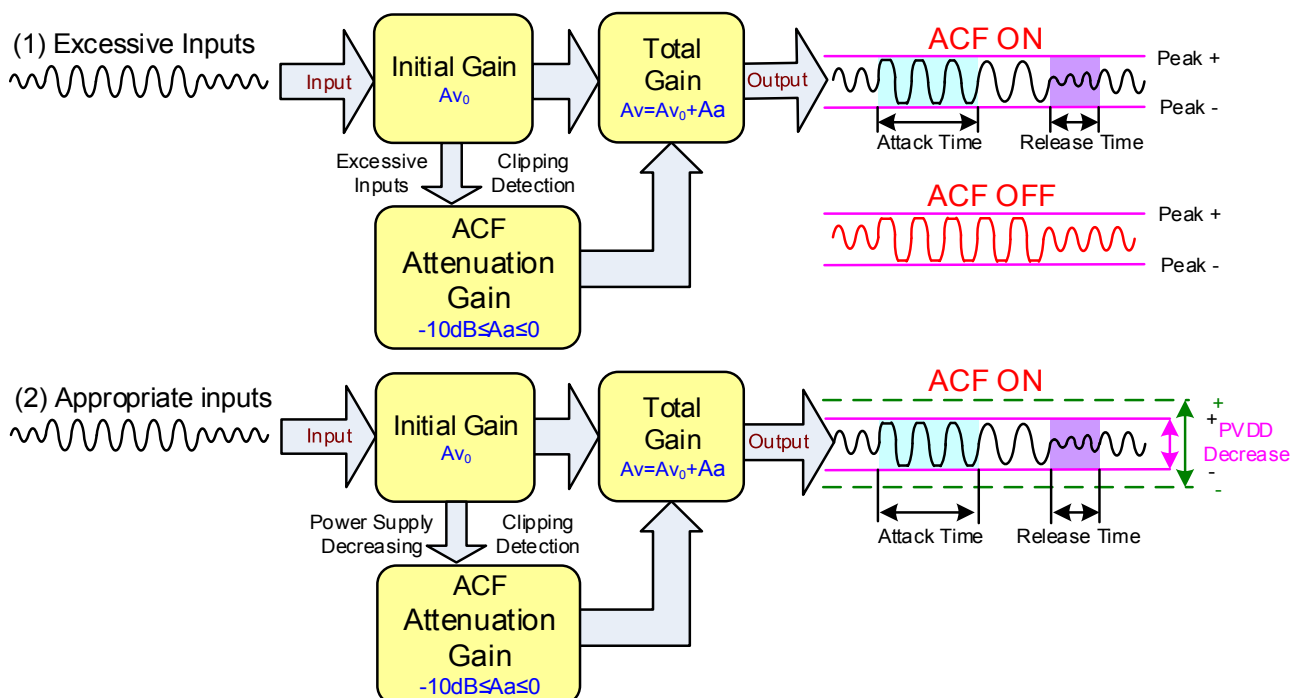 (1) Excessive Inputs
Input
Initial Gain
Av0
Total
Gain
Av=Av0+Aa
Output
ACF ON
Peak +
Peak -
Attack Time
Release Time
Excessive
Inputs
Clipping
Detection
ACF
Attenuation
Gain
-10dB≤Aa≤0
ACF OFF
Peak +
Peak -
(2) Appropriate inputs
Input
Initial Gain
Av0
Total
Gain
Av=Av0+Aa
Output
ACF ON
+
+
PVDD
Decrease
-
-
Attack Time
Release Time
Power Supply
Decreasing
Clipping
Detection
ACF
Attenuation
Gain
-10dB≤Aa≤0